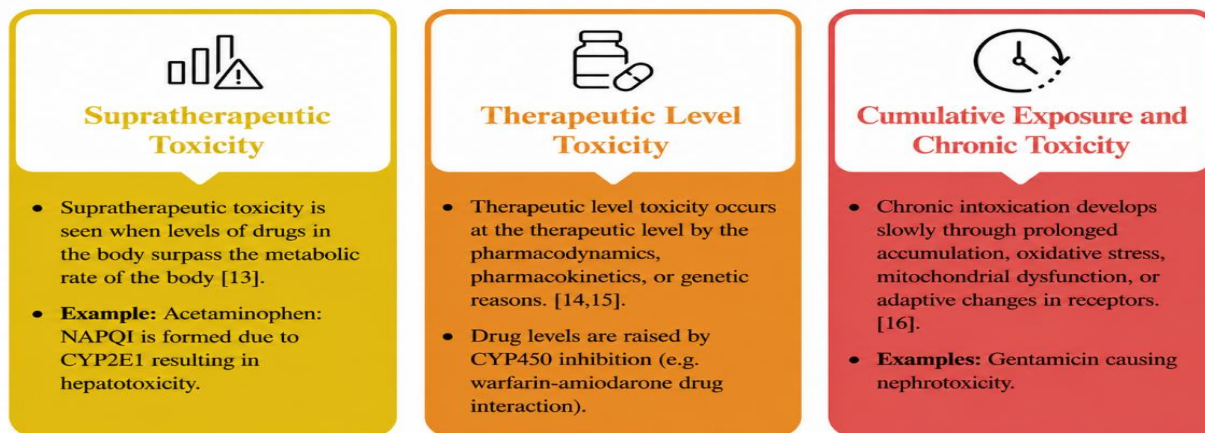 Supratherapeutic
Toxicity
● Supratherapeutic toxicity is
seen when levels of drugs in
the body surpass the metabolic
rate of the body [13].
● Example: Acetaminophen:
NAPQI is formed due to
CYP2E1 resulting in
hepatotoxicity.
Therapeutic Level
Toxicity
● Therapeutic level toxicity occurs
at the therapeutic level by the
pharmacodynamics,
pharmacokinetics, or genetic
reasons. [14,15].
● Drug levels are raised by
CYP450 inhibition (e.g.
warfarin-amiodarone drug
interaction).
Cumulative Exposure and
Chronic Toxicity
● Chronic intoxication develops
slowly through prolonged
accumulation, oxidative stress,
mitochondrial dysfunction, or
adaptive changes in receptors.
[16].
● Examples: Gentamicin causing
nephrotoxicity.